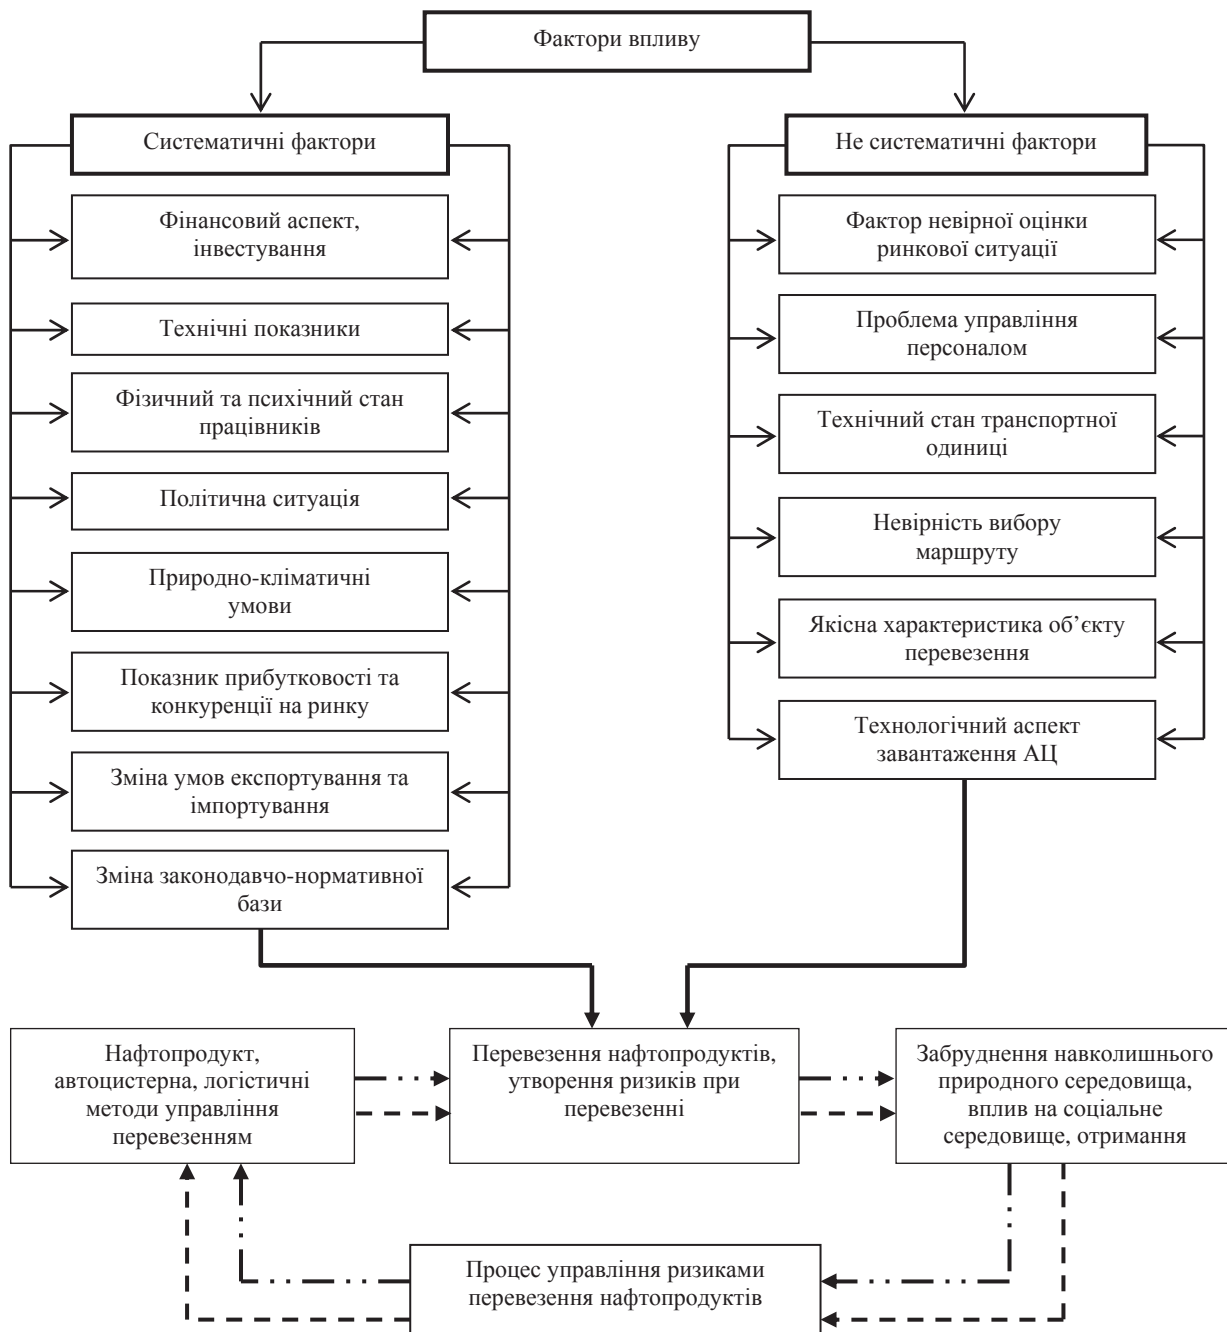 Фактори впливу
Систематичні фактори
Фінансовий аспект,
інвестування
Технічні показники
Фізичний та психічний стан
працівників
Політична ситуація
Природно-кліматичні
умови
Показник прибутковості та
конкуренції на ринку
Зміна умов експортування та
імпортування
Зміна законодавчо-нормативної
бази
Не систематичні фактори
Фактор невірної оцінки
ринкової ситуації
Проблема управління
персоналом
Технічний стан транспортної
одиниці
Невірність вибору
маршруту
Якісна характеристика об’єкту
перевезення
Технологічний аспект
завантаження АЦ
Нафтопродукт,
автоцистерна, логістичні
методи управління
перевезенням
Перевезення нафтопродуктів,
утворення ризиків при
перевезенні
Забруднення навколишнього
природного середовища,
вплив на соціальне
середовище, отримання
Процес управління ризиками
перевезення нафтопродуктів